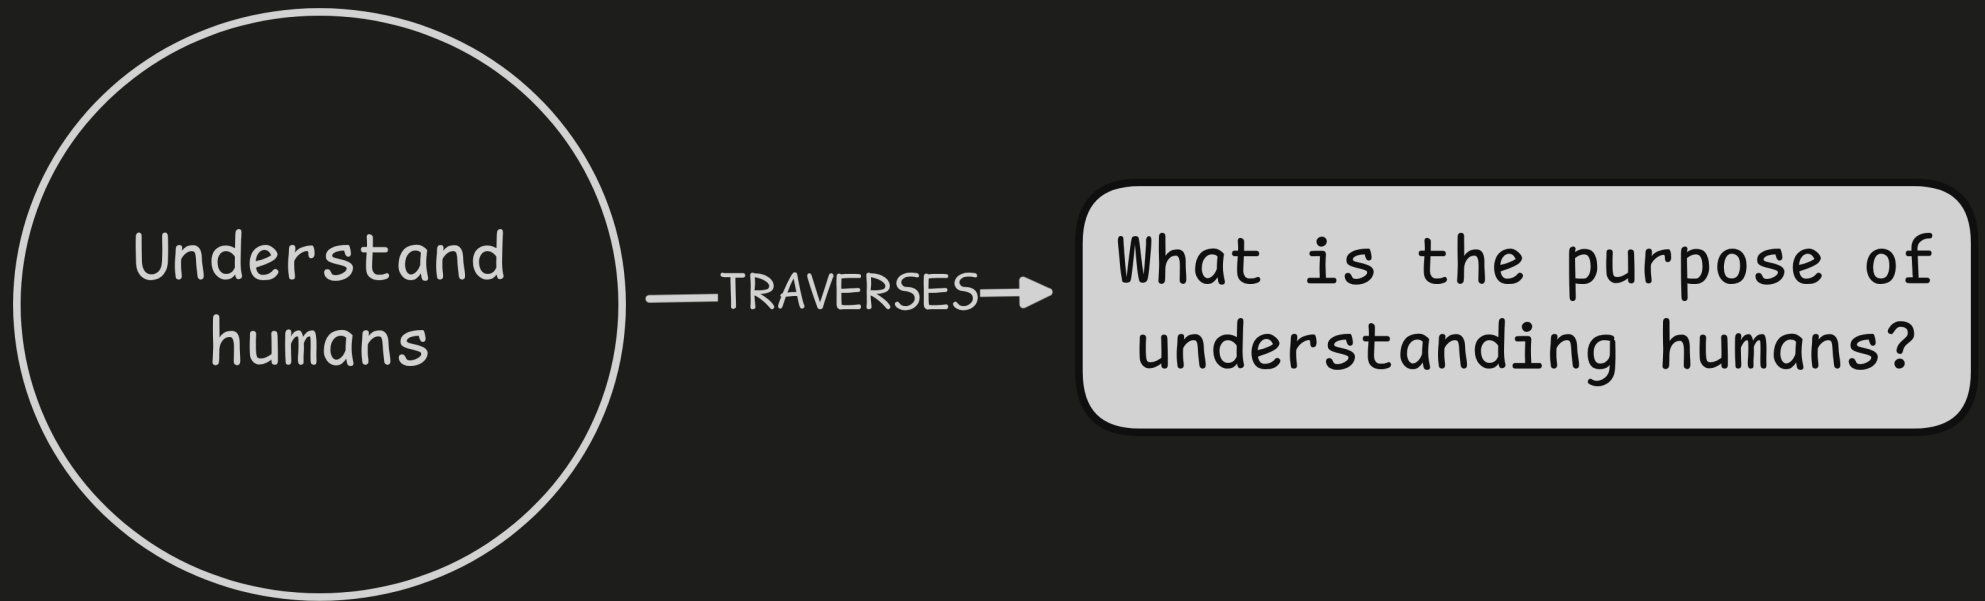 Understand
humans
TRAVERSES
What is the purpose of
understanding humans?